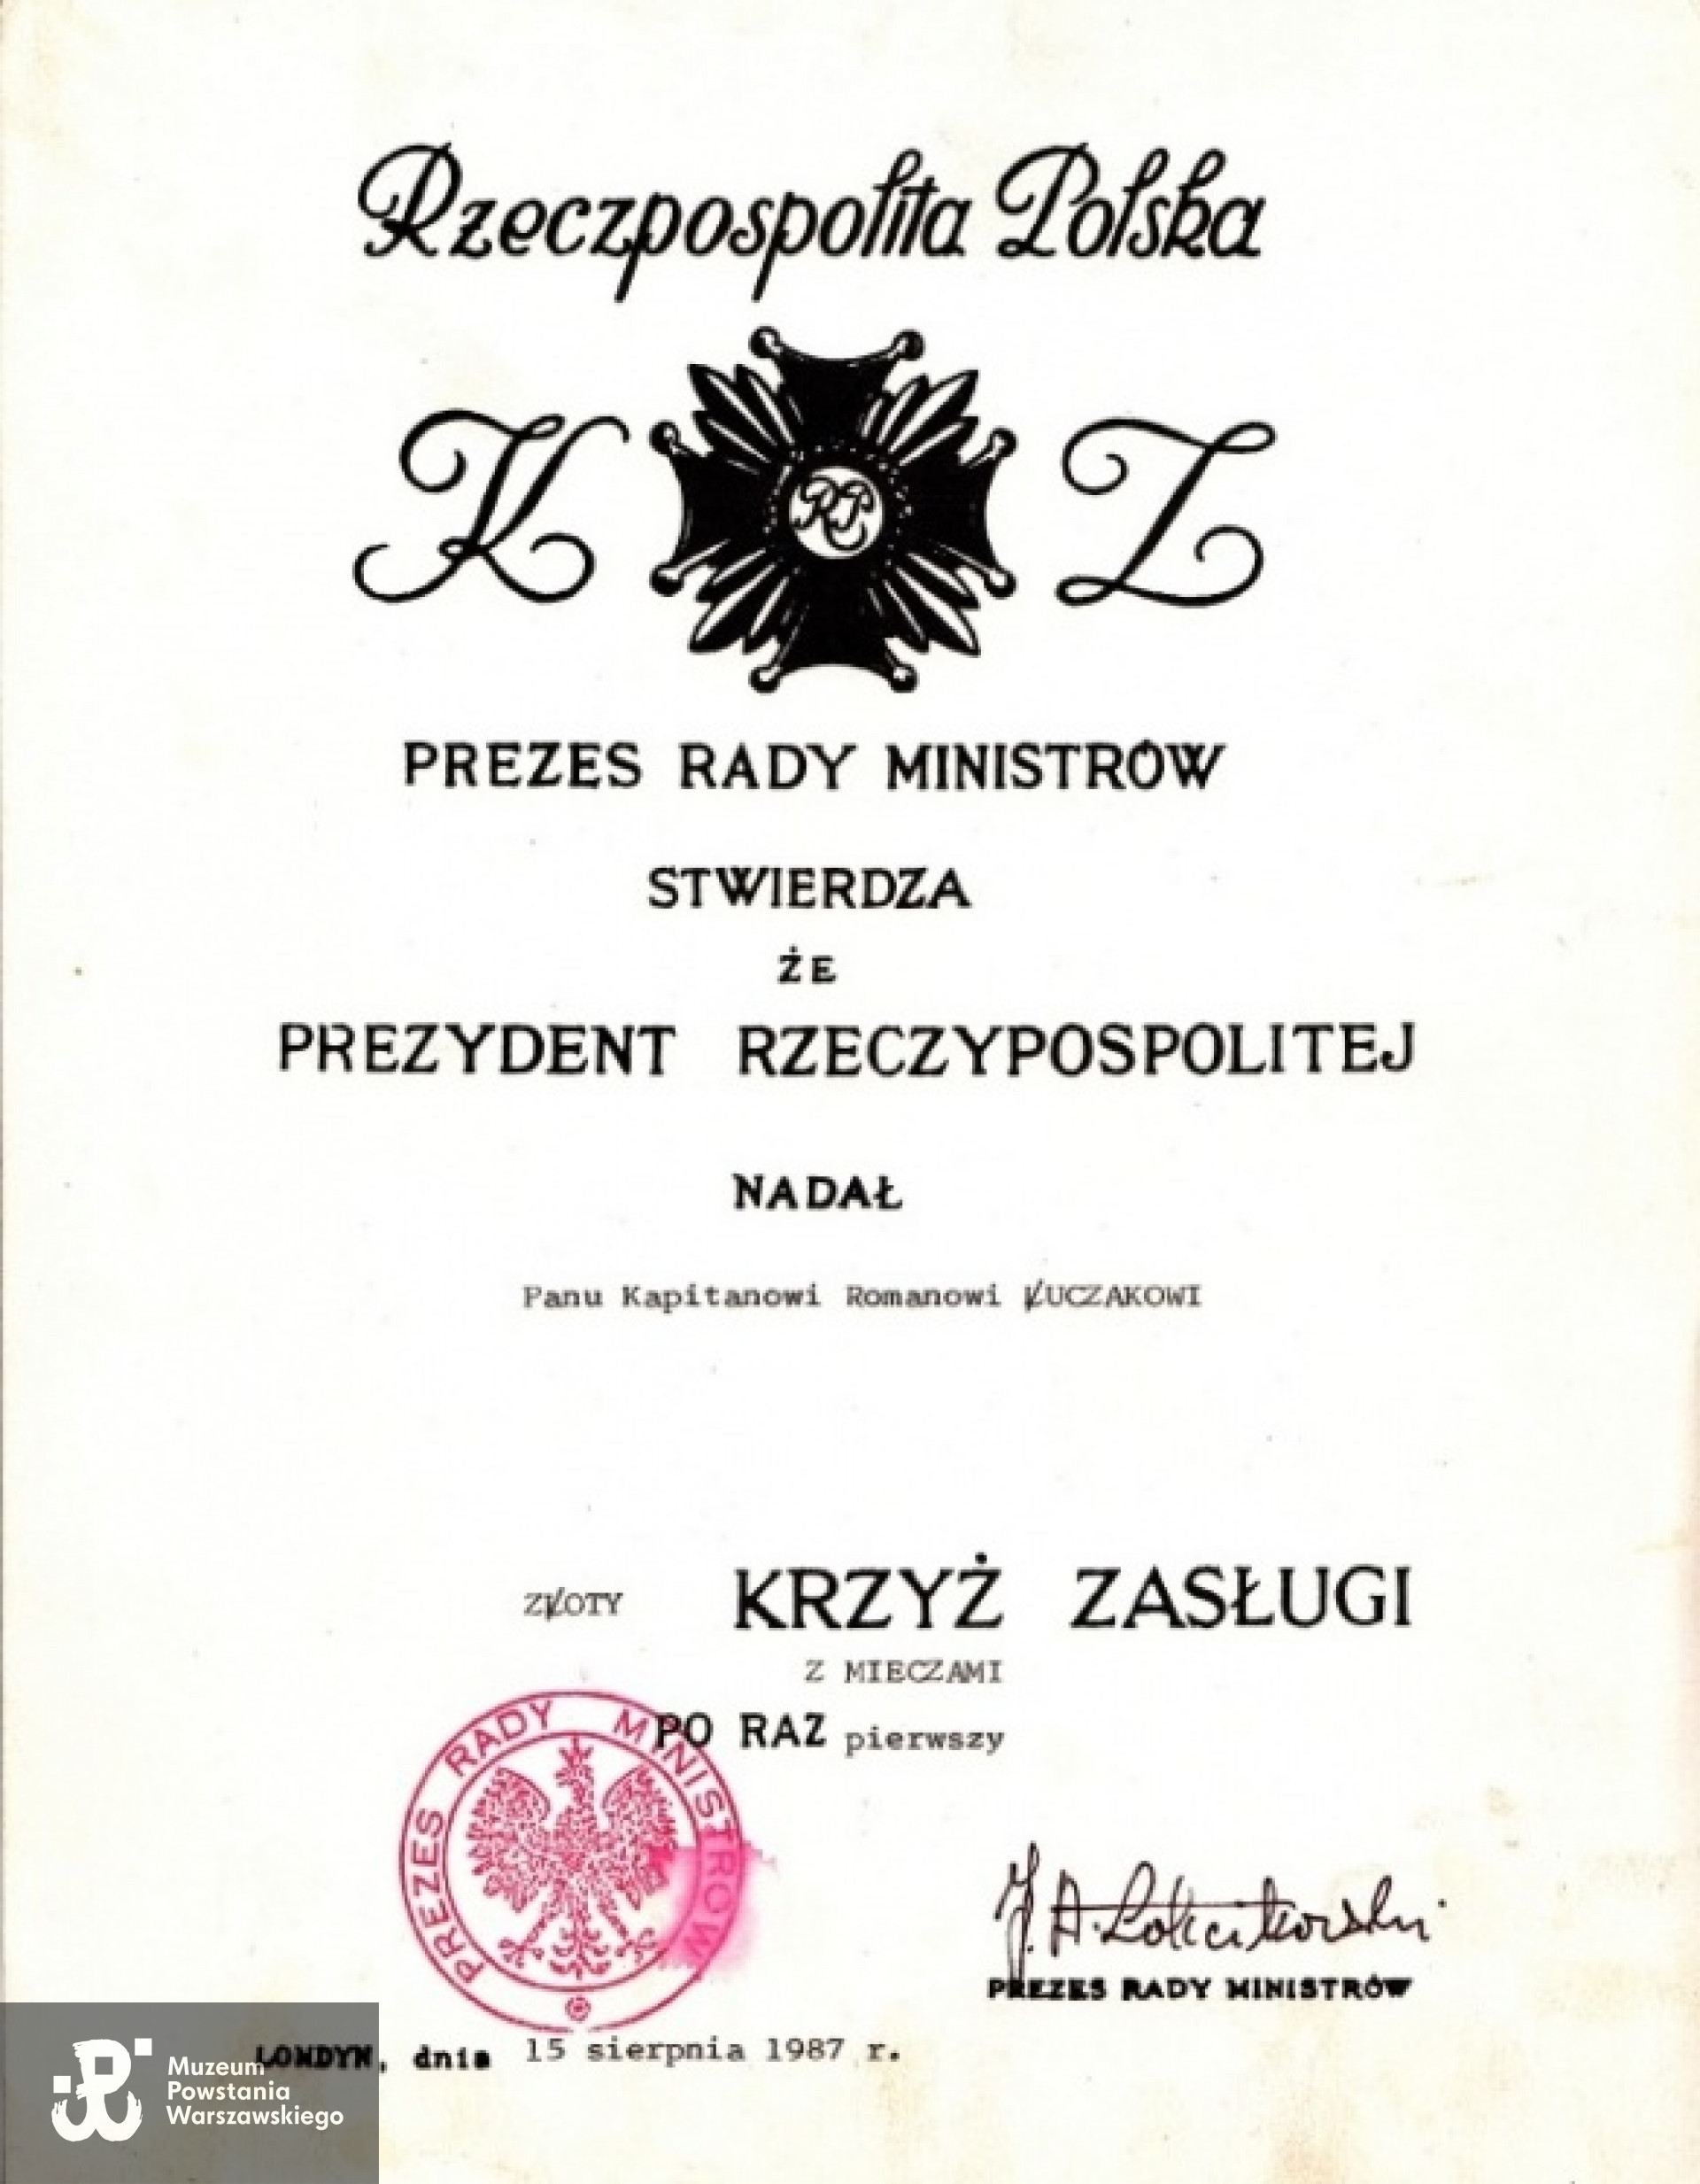 Rzeczpospolita Polska
K RP Z
PREZES RADY MINISTRÓW
STWIERDZA
ŻE
PREZYDENT RZECZYPOSPOLITEJ
NADAŁ
Panu Kapitanowi Romanowi ŁUCZAKOWI
ZŁOTY KRZYŻ ZASŁUGI
Z MIECZAMI
PO RAZ pierwszy
PREZES RADY MINISTRÓW
J. A.
PREZES RADY MINISTRÓW
LONDYN, dnia 15 sierpnia 1987 r.
Muzeum
Powstania
Warszawskiego